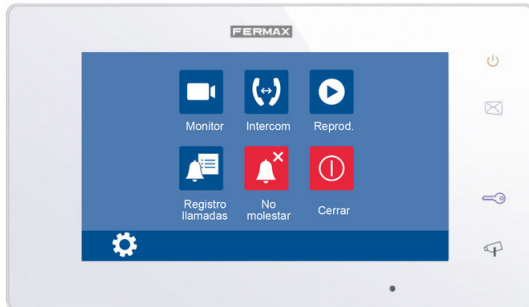 FERMAX
Monitor
Intercom
Reprod.
Registro
llamadas
No
molestar
Cerrar